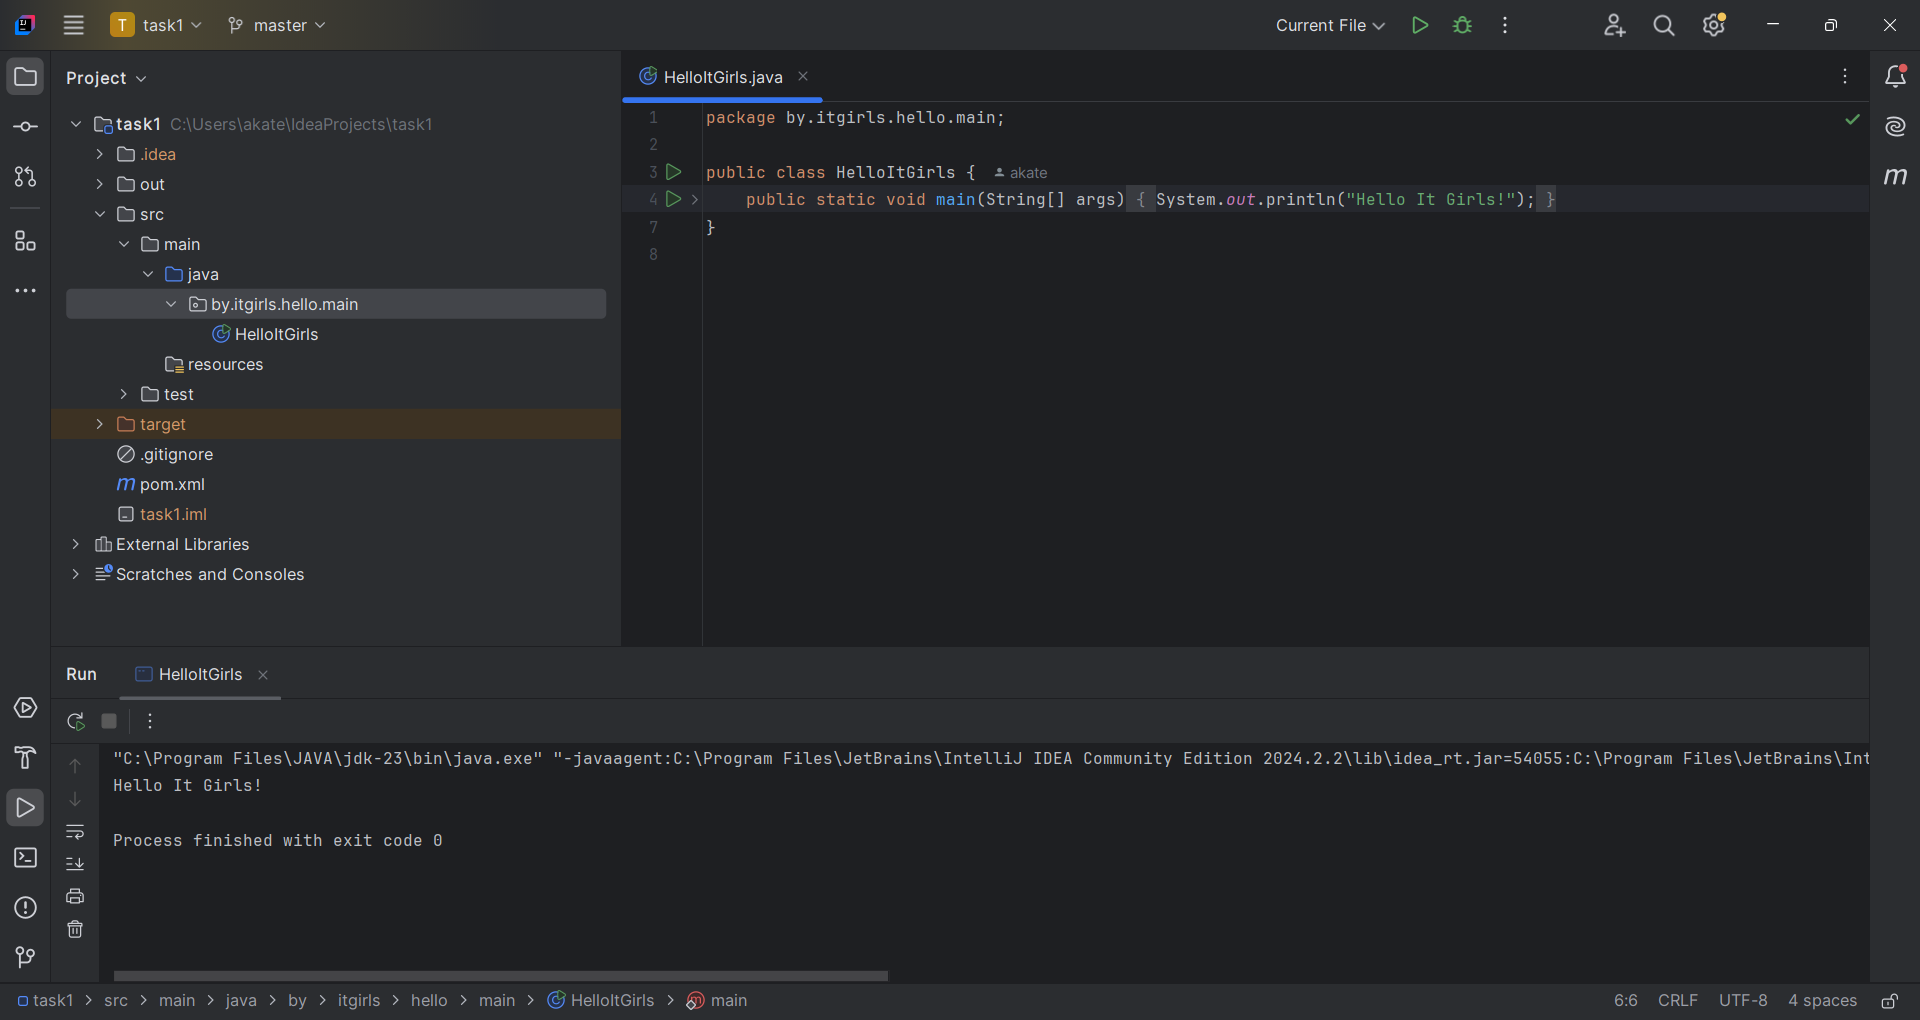 T task1 master Current File
Project
HelloItGirls.java
task1 C:\Users\akate\IdeaProjects\task1
.idea
out
src
main
java
by.itgirls.hello.main
HelloItGirls
resources
test
target
.gitignore
m pom.xml
task1.iml
External Libraries
Scratches and Consoles
1 package by.itgirls.hello.main;
2
3 public class HelloItGirls { akate
4 public static void main(String[] args) { System.out.println("Hello It Girls!"); }
7 }
8
m
Run HelloItGirls
"C:\Program Files\JAVA\jdk-23\bin\java.exe" "-javaagent:C:\Program Files\JetBrains\IntelliJ IDEA Community Edition 2024.2.2\lib\idea_rt.jar=54055:C:\Program Files\JetBrains\Int
Hello It Girls!
Process finished with exit code 0
task1 > src > main > java > by > itgirls > hello > main > HelloItGirls > m main 6:6 CRLF UTF-8 4 spaces